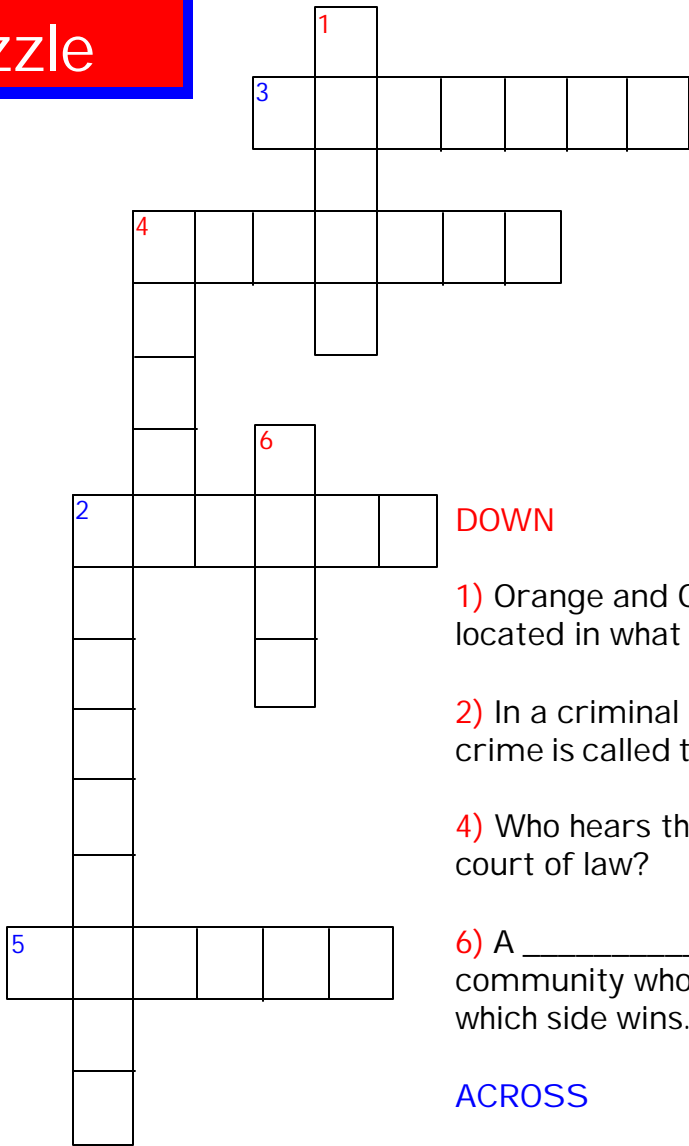 zzle
1
3
4
6
2
5
DOWN
1) Orange and
located in what
2) In a criminal
crime is called t
4) Who hears th
court of law?
6) A ___________
community who
which side wins.
ACROSS